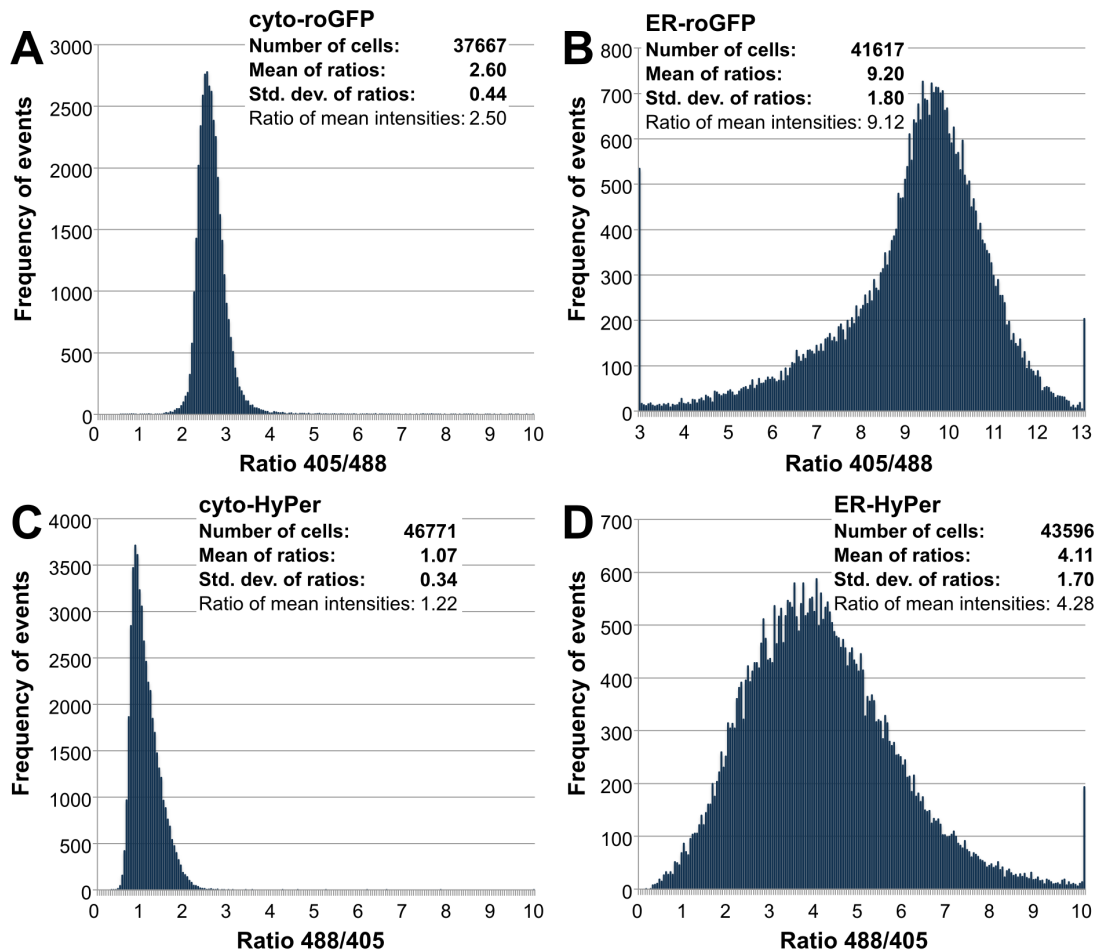 A
cyto-roGFP
Number of cells: 37667
Mean of ratios: 2.60
Std. dev. of ratios: 0.44
Ratio of mean intensities: 2.50
Frequency of events
3000
2500
2000
1500
1000
500
0
0 1 2 3 4 5 6 7 8 9 10
Ratio 405/488
B
ER-roGFP
Number of cells: 41617
Mean of ratios: 9.20
Std. dev. of ratios: 1.80
Ratio of mean intensities: 9.12
Frequency of events
800
700
600
500
400
300
200
100
0
3 4 5 6 7 8 9 10 11 12 13
Ratio 405/488
C
cyto-HyPer
Number of cells: 46771
Mean of ratios: 1.07
Std. dev. of ratios: 0.34
Ratio of mean intensities: 1.22
Frequency of events
4000
3500
3000
2500
2000
1500
1000
500
0
0 1 2 3 4 5 6 7 8 9 10
Ratio 488/405
D
ER-HyPer
Number of cells: 43596
Mean of ratios: 4.11
Std. dev. of ratios: 1.70
Ratio of mean intensities: 4.28
Frequency of events
700
600
500
400
300
200
100
0
0 1 2 3 4 5 6 7 8 9 10
Ratio 488/405